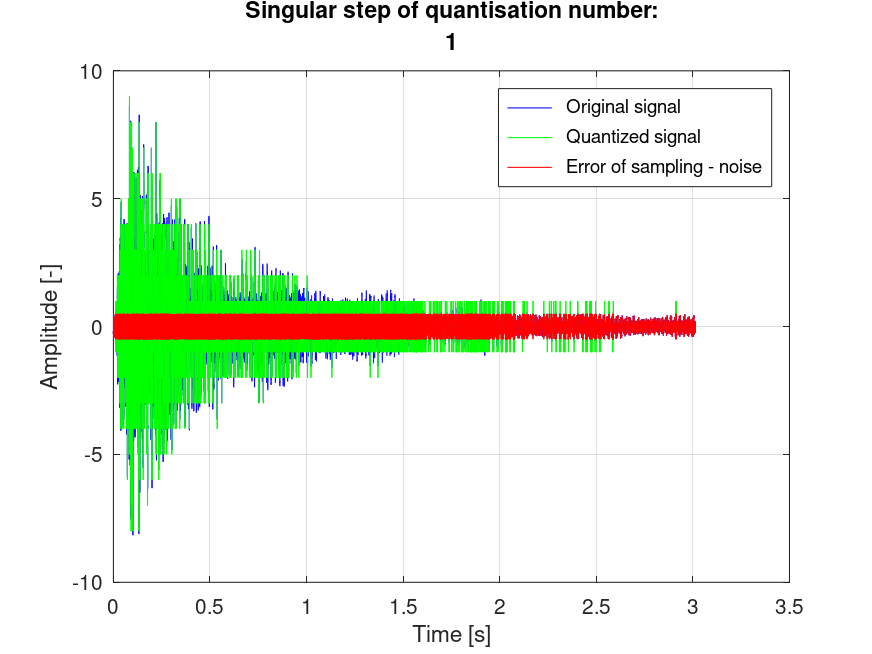 Singular step of quantisation number:
1
10
5
0
-5
-10
Amplitude [-]
Original signal
Quantized signal
Error of sampling - noise
0
0.5
1
1.5
2
2.5
3
3.5
Time [s]